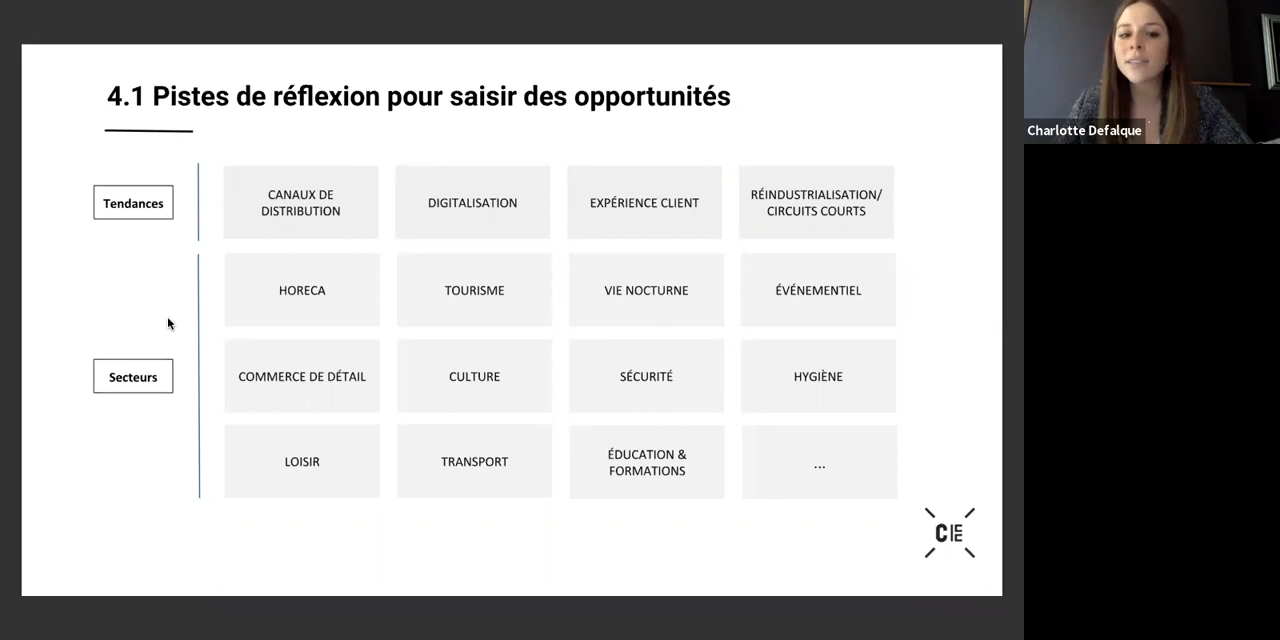 4.1 Pistes de réflexion pour saisir des opportunités
Charlotte Defalque
Tendances
CANAUX DE
DISTRIBUTION
DIGITALISATION
EXPÉRIENCE CLIENT
RÉINDUSTRIALISATION/
CIRCUITS COURTS
Secteurs
HORECA
TOURISME
VIE NOCTURNE
ÉVÉNEMENTIEL
COMMERCE DE DÉTAIL
CULTURE
SÉCURITÉ
HYGIÈNE
LOISIR
TRANSPORT
ÉDUCATION &
FORMATIONS
...
CEE